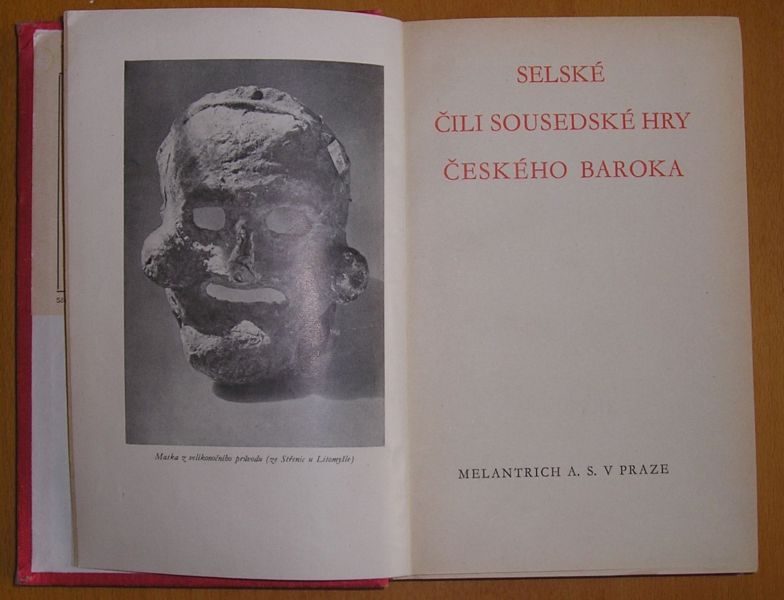 Maska z velikonočního průvodu (ze Střenic u Litomyšle)
SELSKÉ
ČILI SOUSEDSKÉ HRY
ČESKÉHO BAROKA
MELANTRICH A. S. V PRAZE